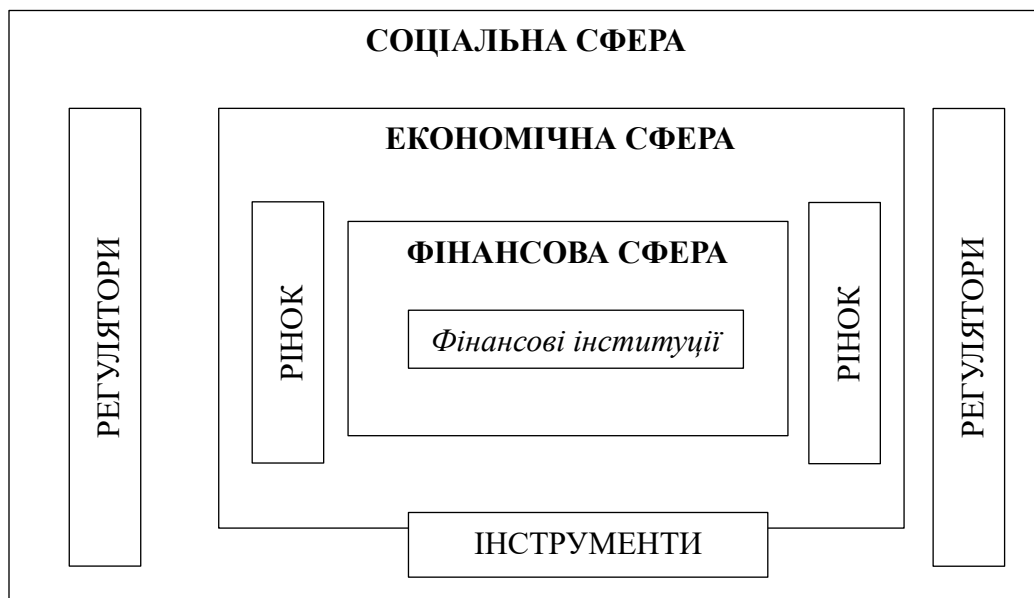 СОЦІАЛЬНА СФЕРА
РЕГУЛЯТОРИ
ЕКОНОМІЧНА СФЕРА
РІНОК
ФІНАНСОВА СФЕРА
Фінансові інституції
РІНОК
РЕГУЛЯТОРИ
ІНСТРУМЕНТИ